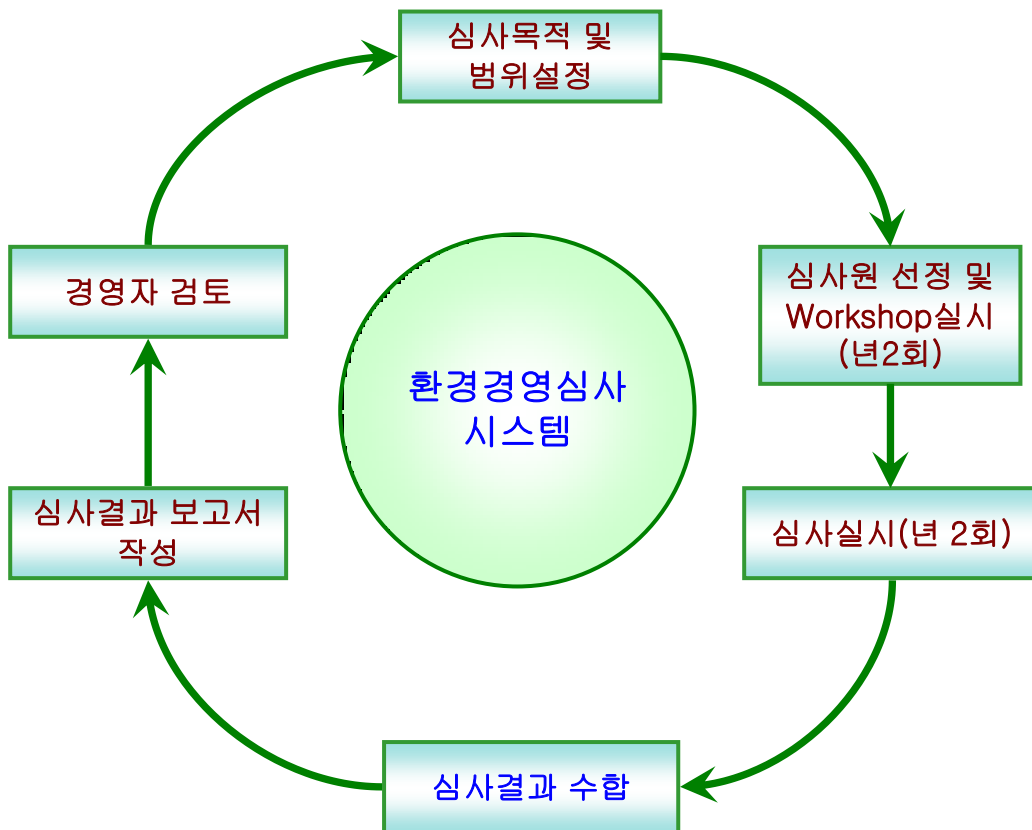 심사목적 및
범위설정
심사원 선정 및
Workshop실시
(년2회)
심사실시(년 2회)
심사결과 수합
심사결과 보고서
작성
경영자 검토
환경경영심사
시스템